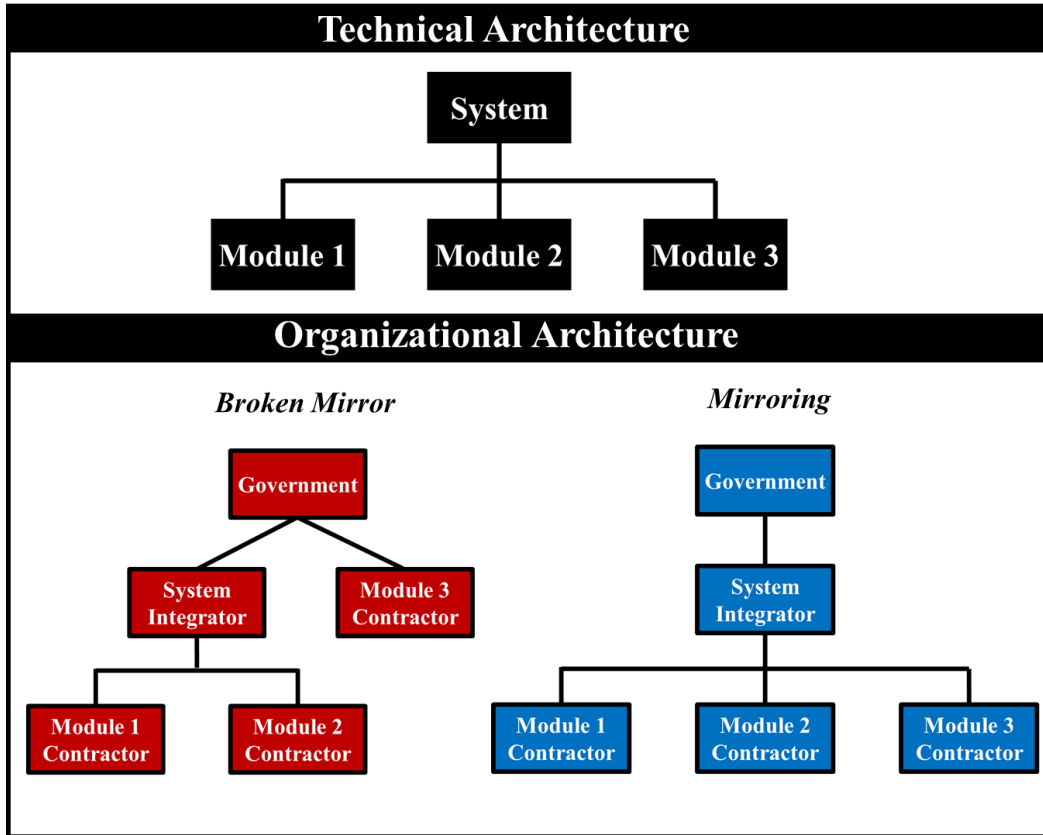 Technical Architecture
System
Module 1
Module 2
Module 3
Organizational Architecture
Broken Mirror
Government
System
Integrator
Module 3
Contractor
Module 1
Contractor
Module 2
Contractor
Mirroring
Government
System
Integrator
Module 1
Contractor
Module 2
Contractor
Module 3
Contractor